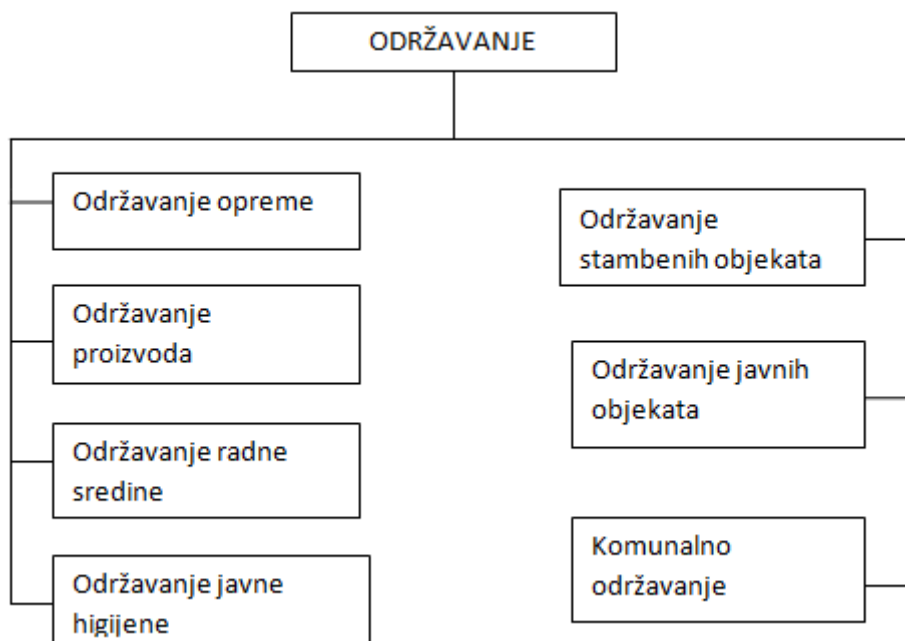 ODRŽAVANJE
Održavanje opreme
Održavanje
proizvoda
Održavanje radne
sredine
Održavanje javne
higijene
Održavanje
stambenih objekata
Održavanje javnih
objekata
Komunalno
održavanje